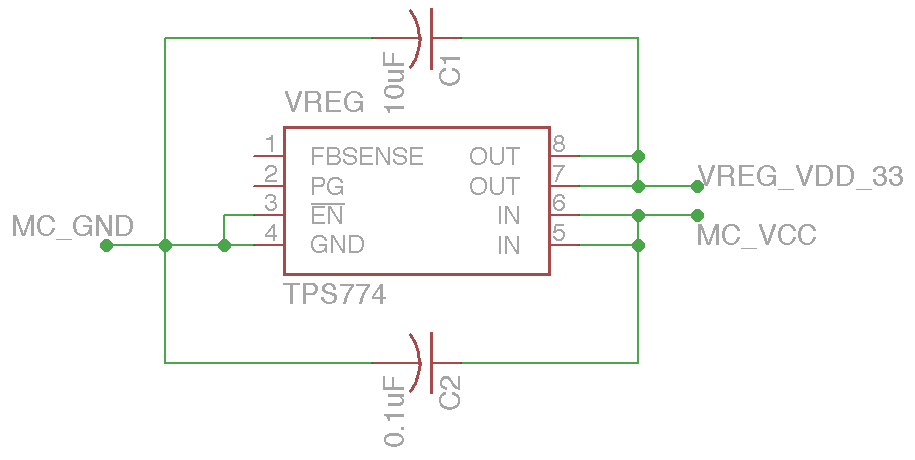 10uF
C1
VREG
1
FBSENSE
OUT
8
2
PG
OUT
7
VREG_VDD_33
3
EN
IN
6
MC_GND
4
GND
IN
5
MC_VCC
TPS774
0.1uF
C2